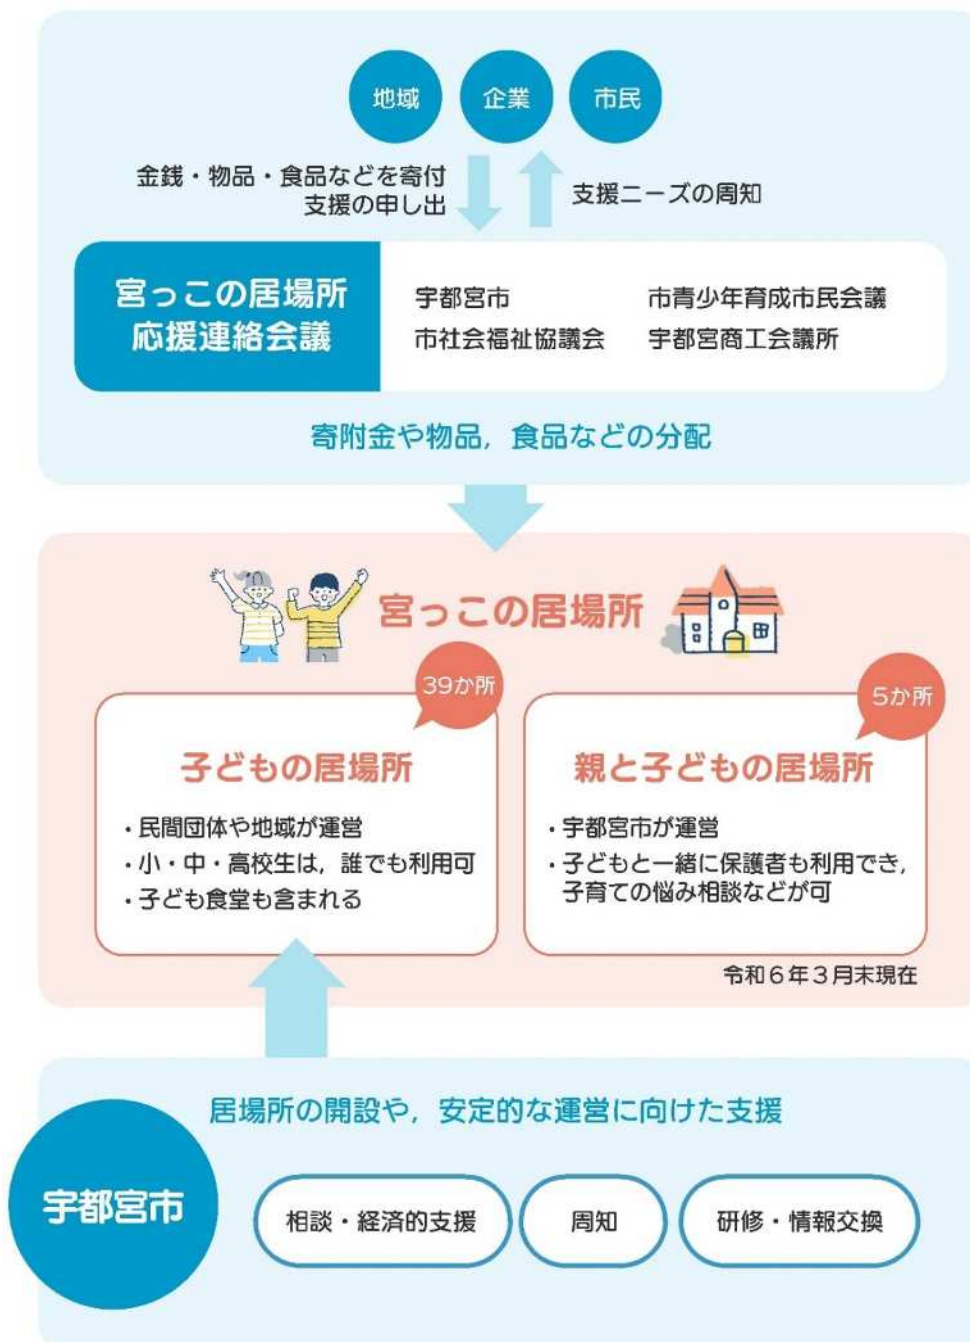 地域
企業
市民
金銭・物品・食品などを寄付
支援の申し出
支援ニーズの周知
宮っこの居場所
応援連絡会議
宇都宮市
市青少年育成市民会議
市社会福祉協議会
宇都宮商工会議所
寄附金や物品，食品などの分配
宮っこの居場所
39か所
子どもの居場所
・民間団体や地域が運営
・小・中・高校生は，誰でも利用可
・子ども食堂も含まれる
5か所
親と子どもの居場所
・宇都宮市が運営
・子どもと一緒に保護者も利用でき，
子育ての悩み相談などが可
令和６年３月末現在
居場所の開設や，安定的な運営に向けた支援
宇都宮市
相談・経済的支援
周知
研修・情報交換